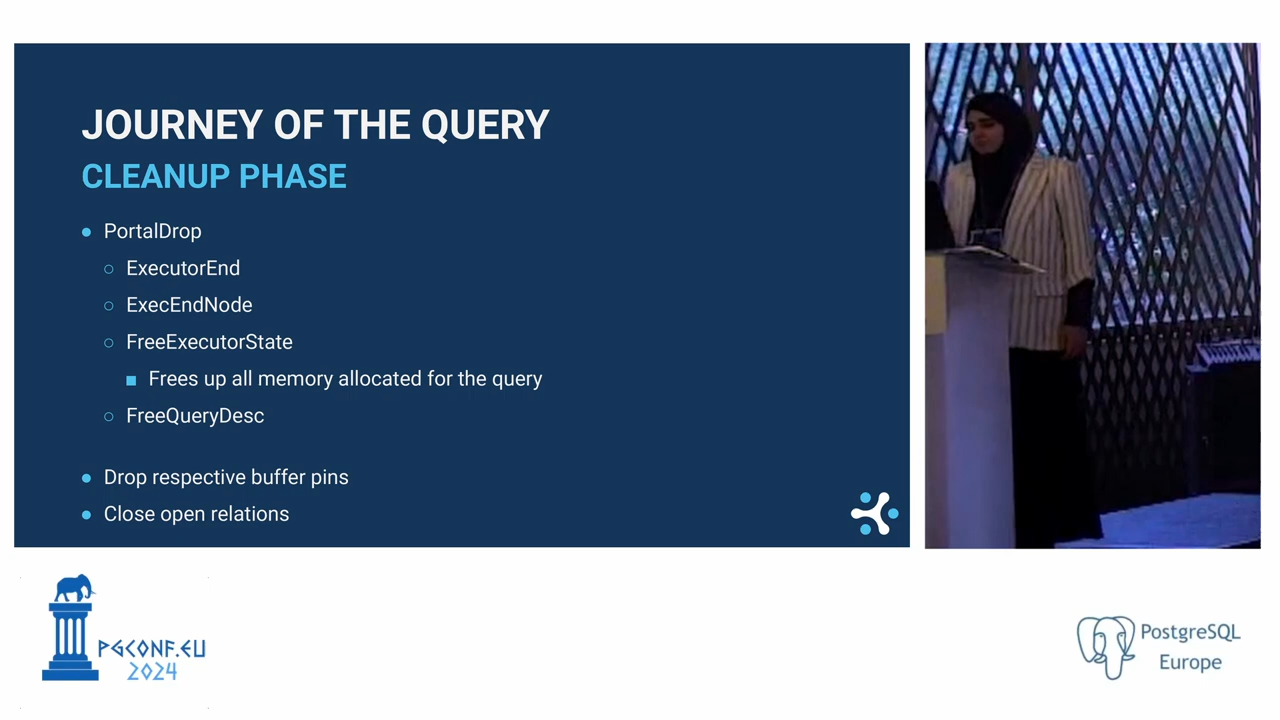 JOURNEY OF THE QUERY
CLEANUP PHASE
PortalDrop
ExecutorEnd
ExecEndNode
FreeExecutorState
Frees up all memory allocated for the query
FreeQueryDesc
Drop respective buffer pins
Close open relations
PGCONF.EU
2024
PostgreSQL
Europe